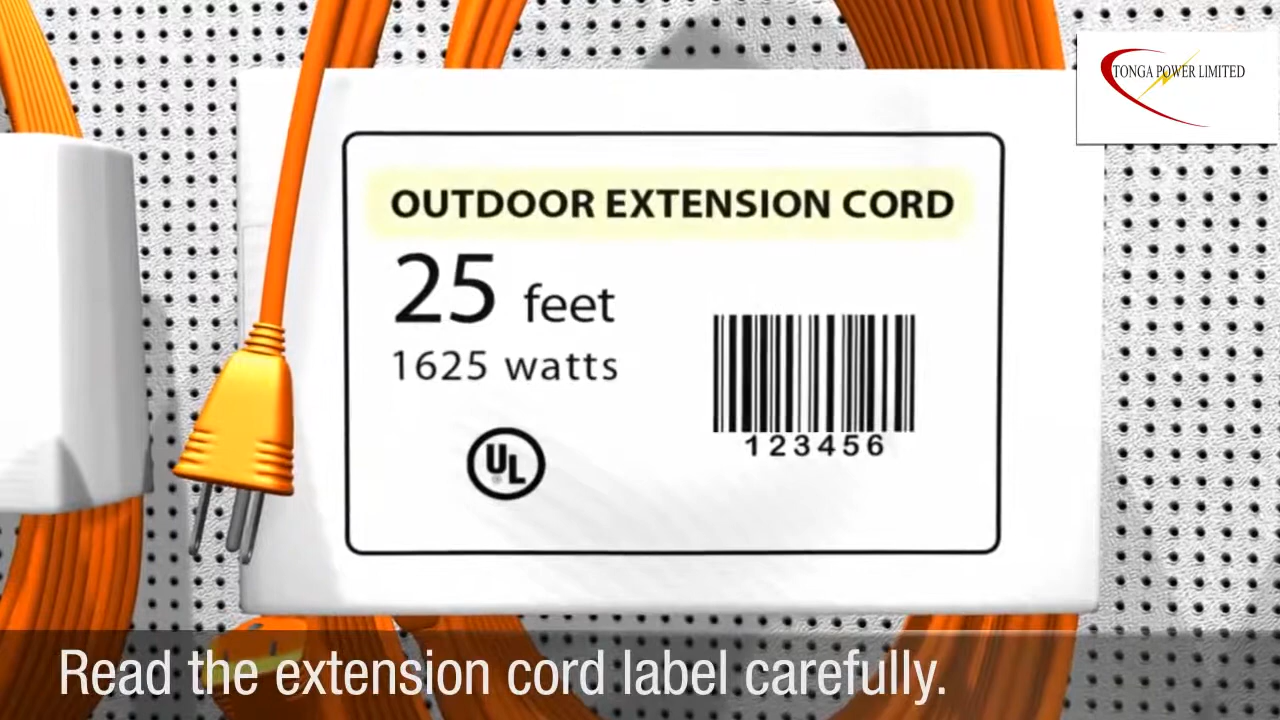 TONGA POWER LIMITED
OUTDOOR EXTENSION CORD
25 feet
1625 watts
UL
123456
Read the extension cord label carefully.